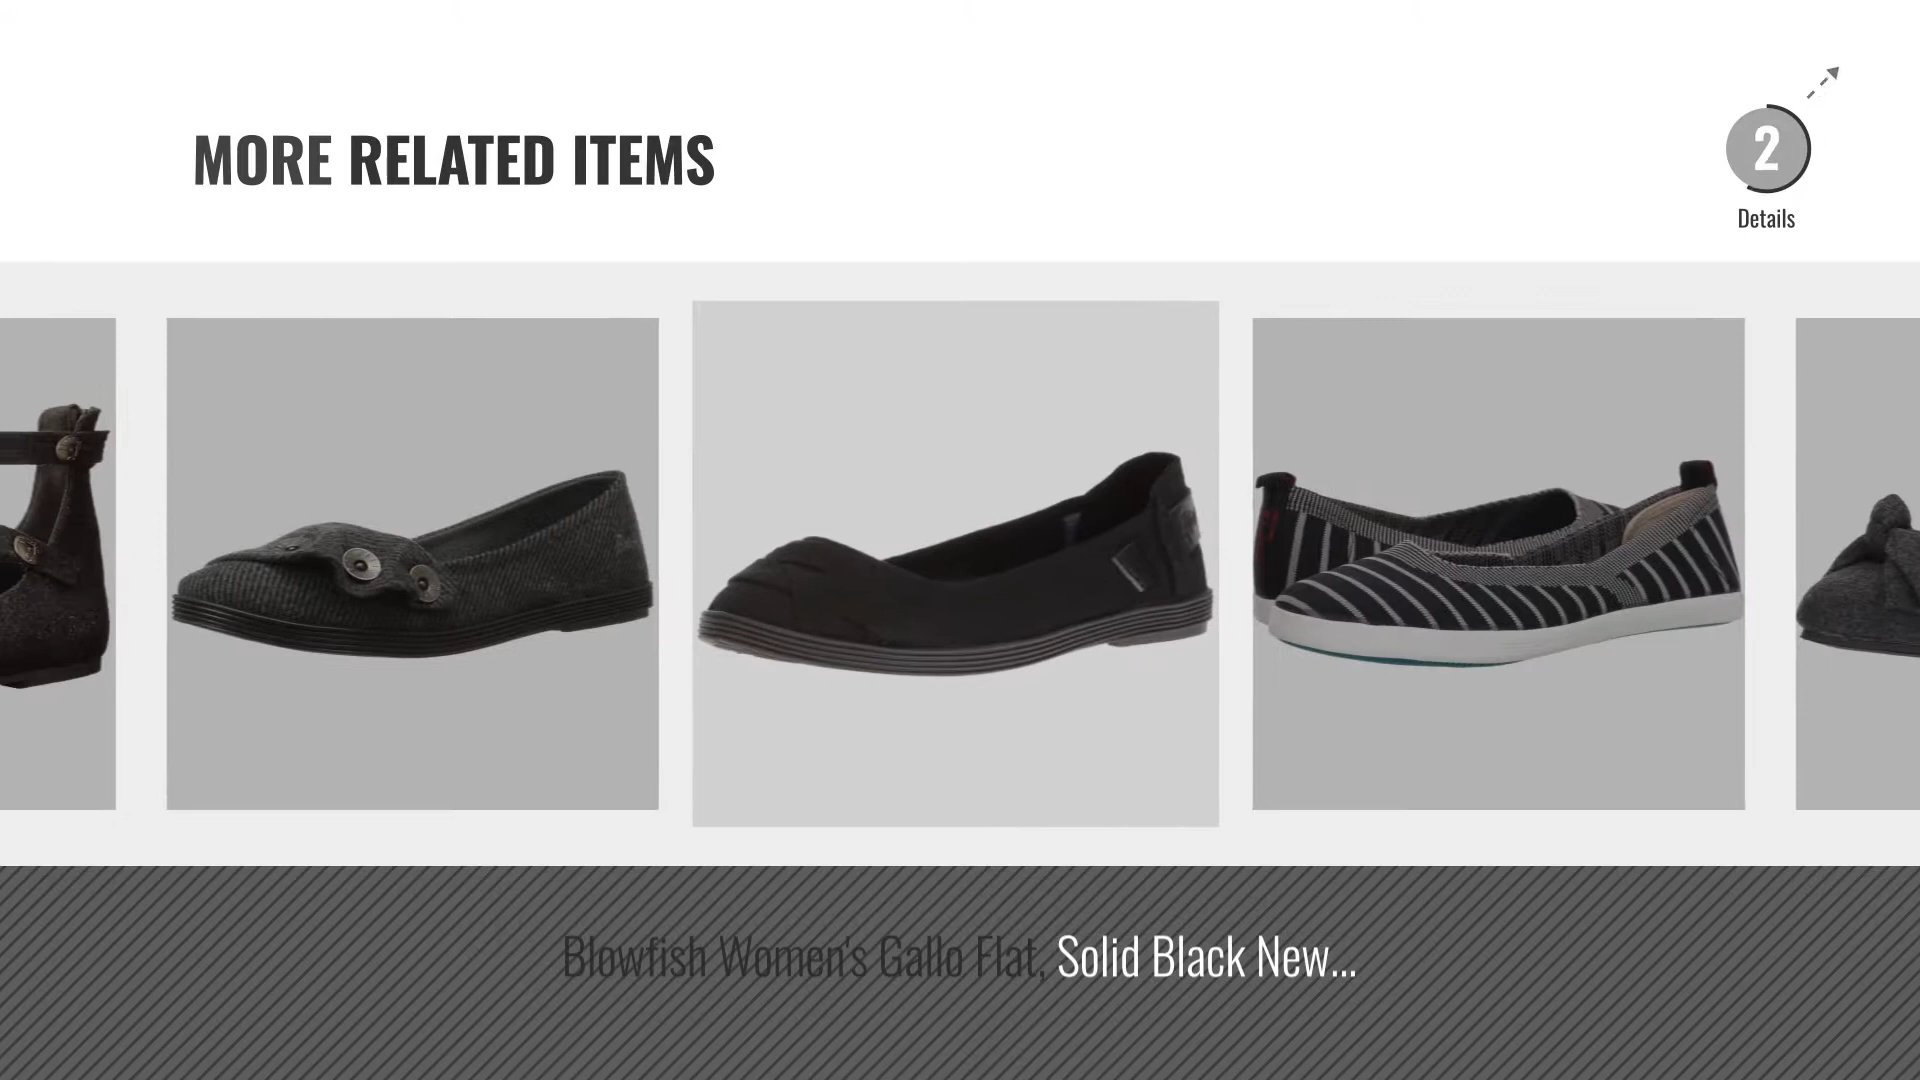 MORE RELATED ITEMS
2
Details
Blowfish Women's Gallo Flat, Solid Black New...